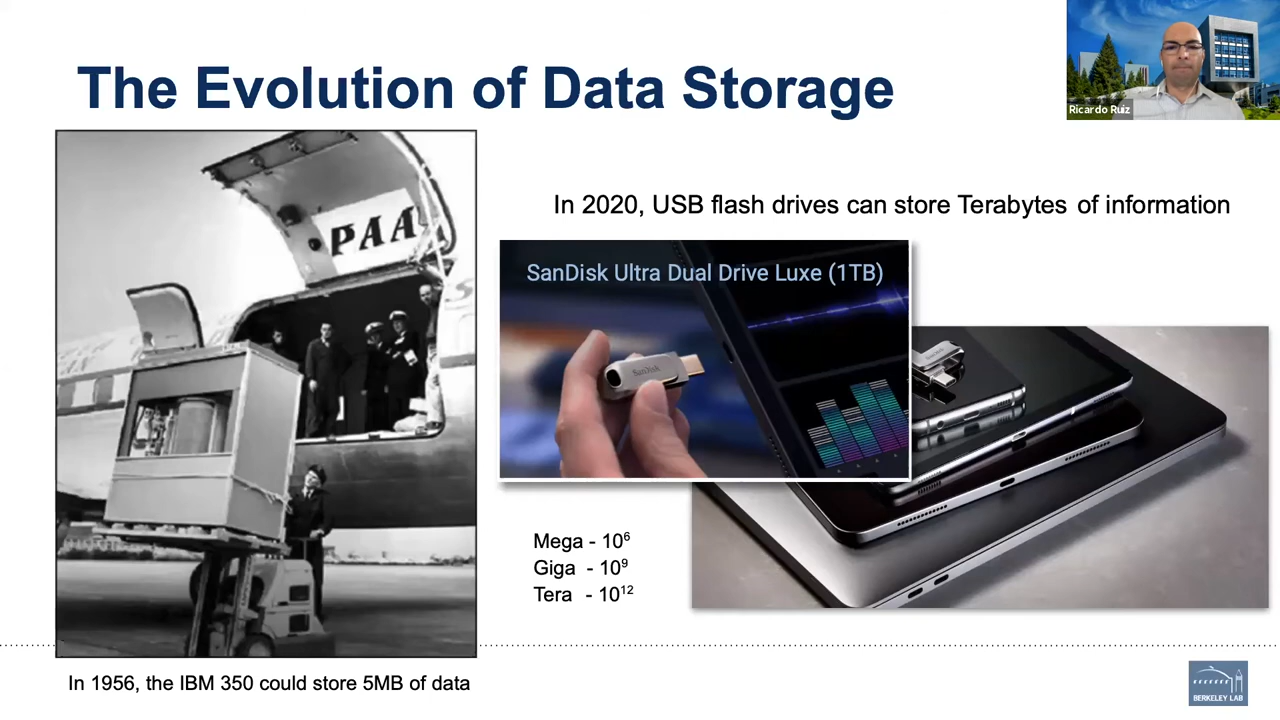 The Evolution of Data Storage
Ricardo Ruiz
PAA
In 2020, USB flash drives can store Terabytes of information
SanDisk Ultra Dual Drive Luxe (1TB)
SanDisk
SanDisk
Mega - 10⁶
Giga - 10⁹
Tera - 10¹²
In 1956, the IBM 350 could store 5MB of data
BERKELEY LAB